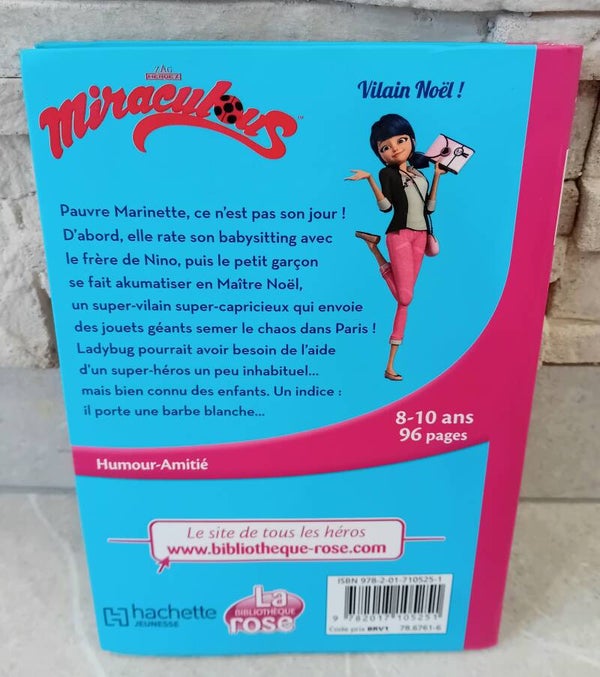 ZAG
HEROEZ
Miraculous
TM
Vilain Noël !
Pauvre Marinette, ce n'est pas son jour !
D'abord, elle rate son babysitting avec
le frère de Nino, puis le petit garçon
se fait akumatiser en Maître Noël,
un super-vilain super-capricieux qui envoie
des jouets géants semer le chaos dans Paris !
Ladybug pourrait avoir besoin de l'aide
d'un super-héros un peu inhabituel...
mais bien connu des enfants. Un indice :
il porte une barbe blanche...
8-10 ans
96 pages
Humour-Amitié
Le site de tous les héros
www.bibliotheque-rose.com
hachette
JEUNESSE
La
BIBLIOTHÈQUE
rose
ISBN 978-2-01-710525-1
9 782017 105251
Code prix BRV1 78.6761-6